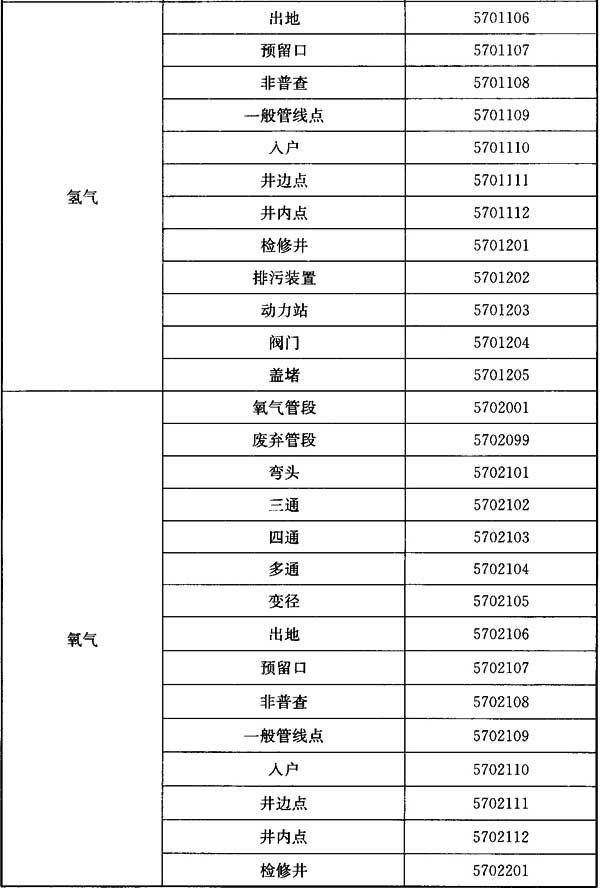 出地 5701106
预留口 5701107
非普查 5701108
一般管线点 5701109
入户 5701110
井边点 5701111
氢气
井内点 5701112
检修井 5701201
排污装置 5701202
动力站 5701203
阀门 5701204
盖堵 5701205
氧气管段 5702001
废弃管段 5702099
弯头 5702101
三通 5702102
四通 5702103
多通 5702104
变径 5702105
出地 5702106
氧气
预留口 5702107
非普查 5702108
一般管线点 5702109
入户 5702110
井边点 5702111
井内点 5702112
检修井 5702201